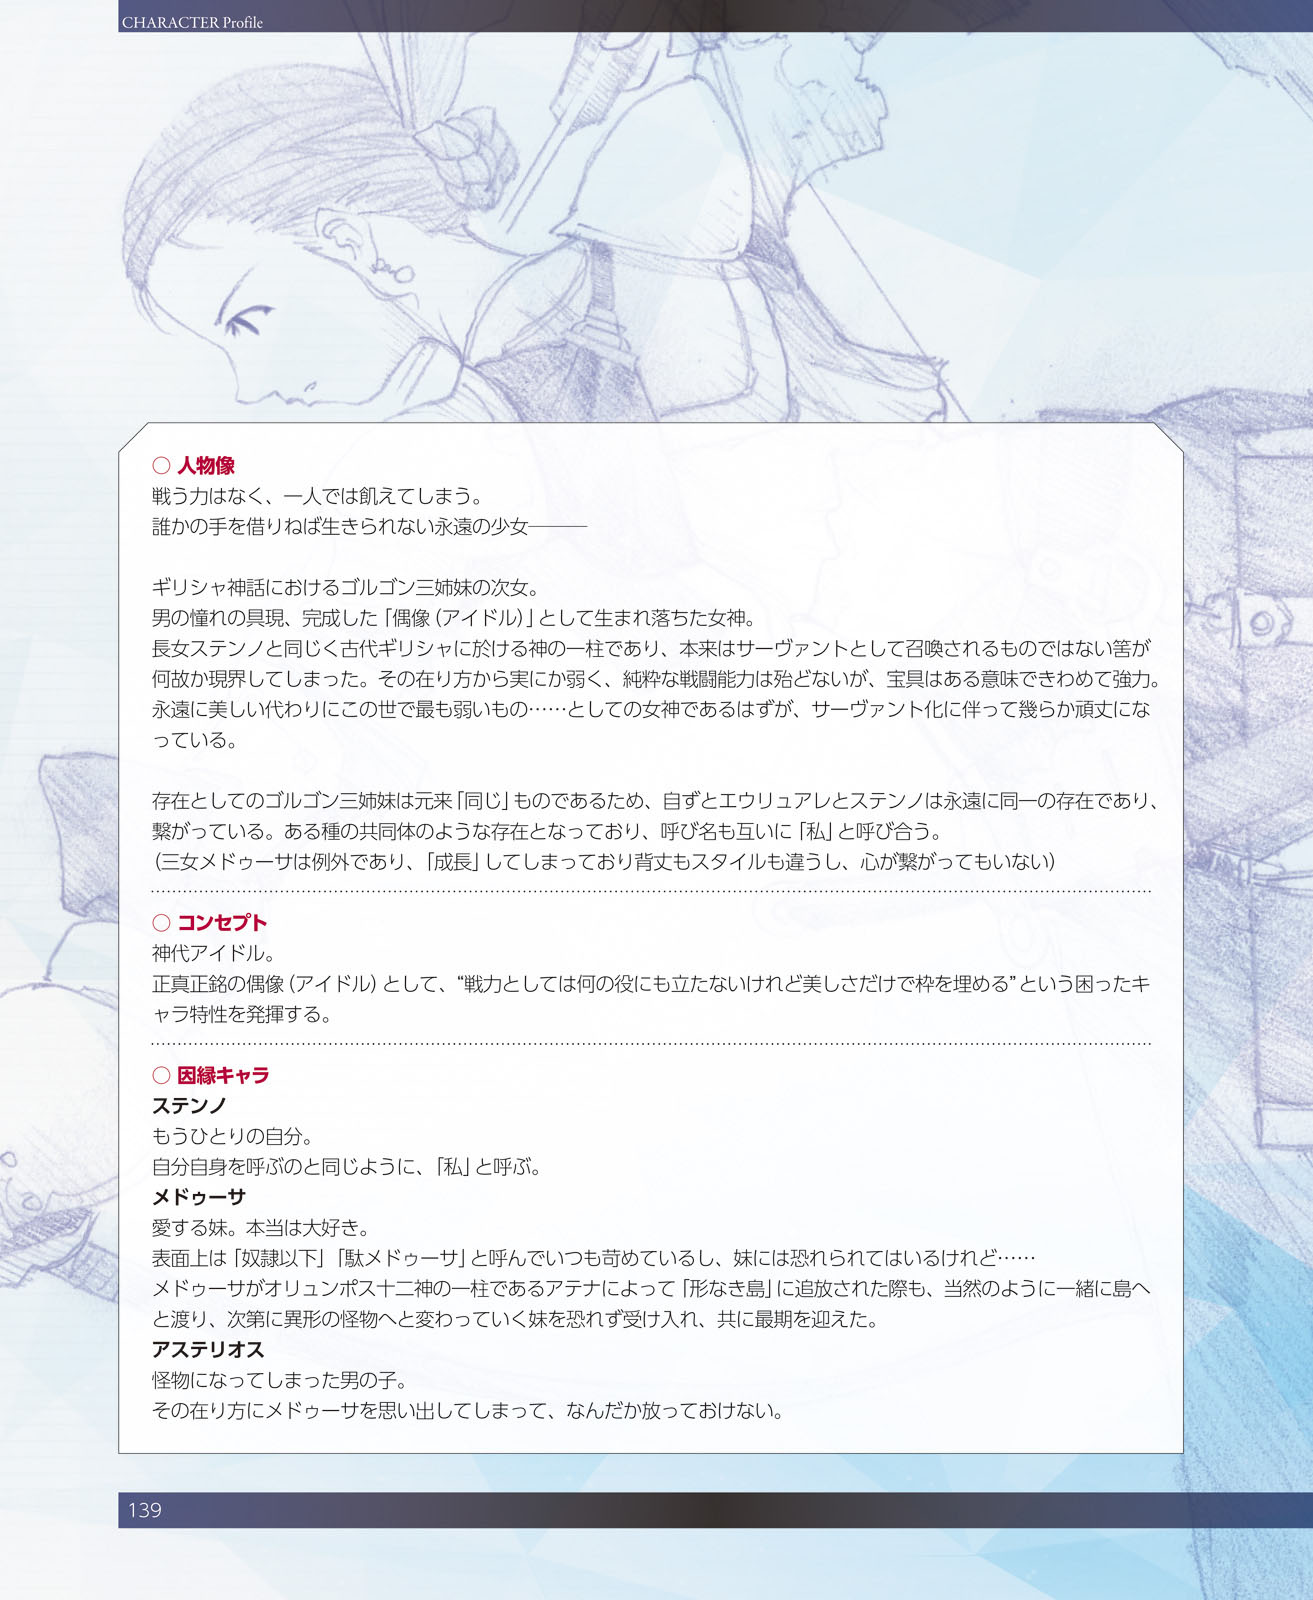 CHARACTER Profile
○ 人物像
戦う力はなく、一人では飢えてしまう。
誰かの手を借りねば生きられない永遠の少女───
ギリシャ神話におけるゴルゴン三姉妹の次女。
男の憧れの具現、完成した「偶像（アイドル）」として生まれ落ちた女神。
長女ステンノと同じく古代ギリシャに於ける神の一柱であり、本来はサーヴァントとして召喚されるものではない筈が
何故か現界してしまった。その在り方から実にか弱く、純粋な戦闘能力は殆どないが、宝具はある意味できわめて強力。
永遠に美しい代わりにこの世で最も弱いもの……としての女神であるはずが、サーヴァント化に伴って幾らか頑丈にな
っている。
存在としてのゴルゴン三姉妹は元来「同じ」ものであるため、自ずとエウリュアレとステンノは永遠に同一の存在であり、
繋がっている。ある種の共同体のような存在となっており、呼び名も互いに「私」と呼び合う。
（三女メドゥーサは例外であり、「成長」してしまっており背丈もスタイルも違うし、心が繋がってもいない）
○ コンセプト
神代アイドル。
正真正銘の偶像（アイドル）として、“戦力としては何の役にも立たないけれど美しさだけで枠を埋める”という困ったキ
ャラ特性を発揮する。
○ 因縁キャラ
ステンノ
もうひとりの自分。
自分自身を呼ぶのと同じように、「私」と呼ぶ。
メドゥーサ
愛する妹。本当は大好き。
表面上は「奴隷以下」「駄メドゥーサ」と呼んでいつも苛めているし、妹には恐れられてはいるけれど……
メドゥーサがオリュンポス十二神の一柱であるアテナによって「形なき島」に追放された際も、当然のように一緒に島へ
と渡り、次第に異形の怪物へと変わっていく妹を恐れず受け入れ、共に最期を迎えた。
アステリオス
怪物になってしまった男の子。
その在り方にメドゥーサを思い出してしまって、なんだか放っておけない。
139